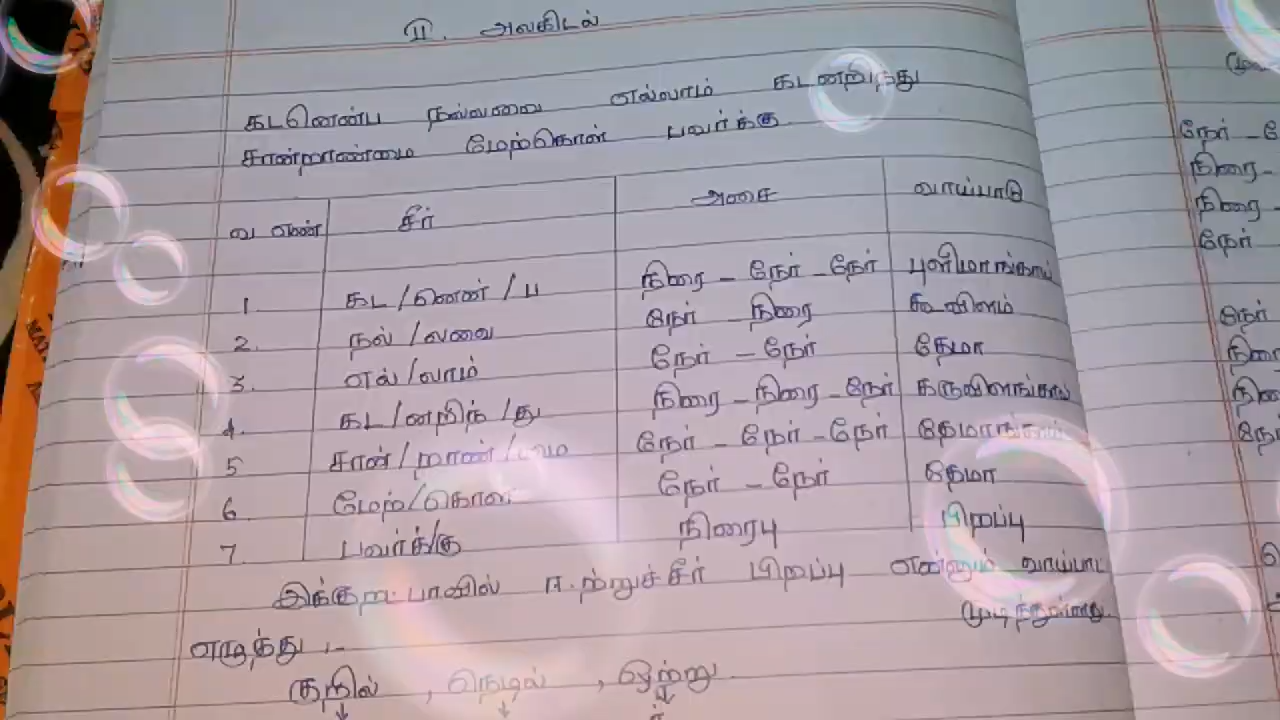 II. அலகிடல்
கடனென்ப நல்லவை எல்லாம் கடனறிந்து
சான்றாண்மை மேற்கொள் பவர்க்கு
வ எண் சீர் அசை வாய்பாடு
1 கட/னென்/ப நிரை - நேர் - நேர் புளிமாங்காய்
2. நல்/லவை நேர் - நிரை கூவிளம்
3. எல்/லாம் நேர் - நேர் தேமா
4. கட/னறிந்/து நிரை - நிரை - நேர் கருவிளங்காய்
5 சான்/றாண்/மை நேர் - நேர் - நேர் தேமாங்காய்
6 மேற்/கொள் நேர் - நேர் தேமா
7. பவர்க்/கு நிரைபு பிறப்பு
இக்குறட்பாவில் ஈற்றுச்சீர் பிறப்பு என்னும் வாய்பாட
முடிந்துள்ளது.
எழுத்து :-
குறில் , நெடில் , ஒற்று
நேர்
நிரை -
நிரை -
நேர்
நேர்